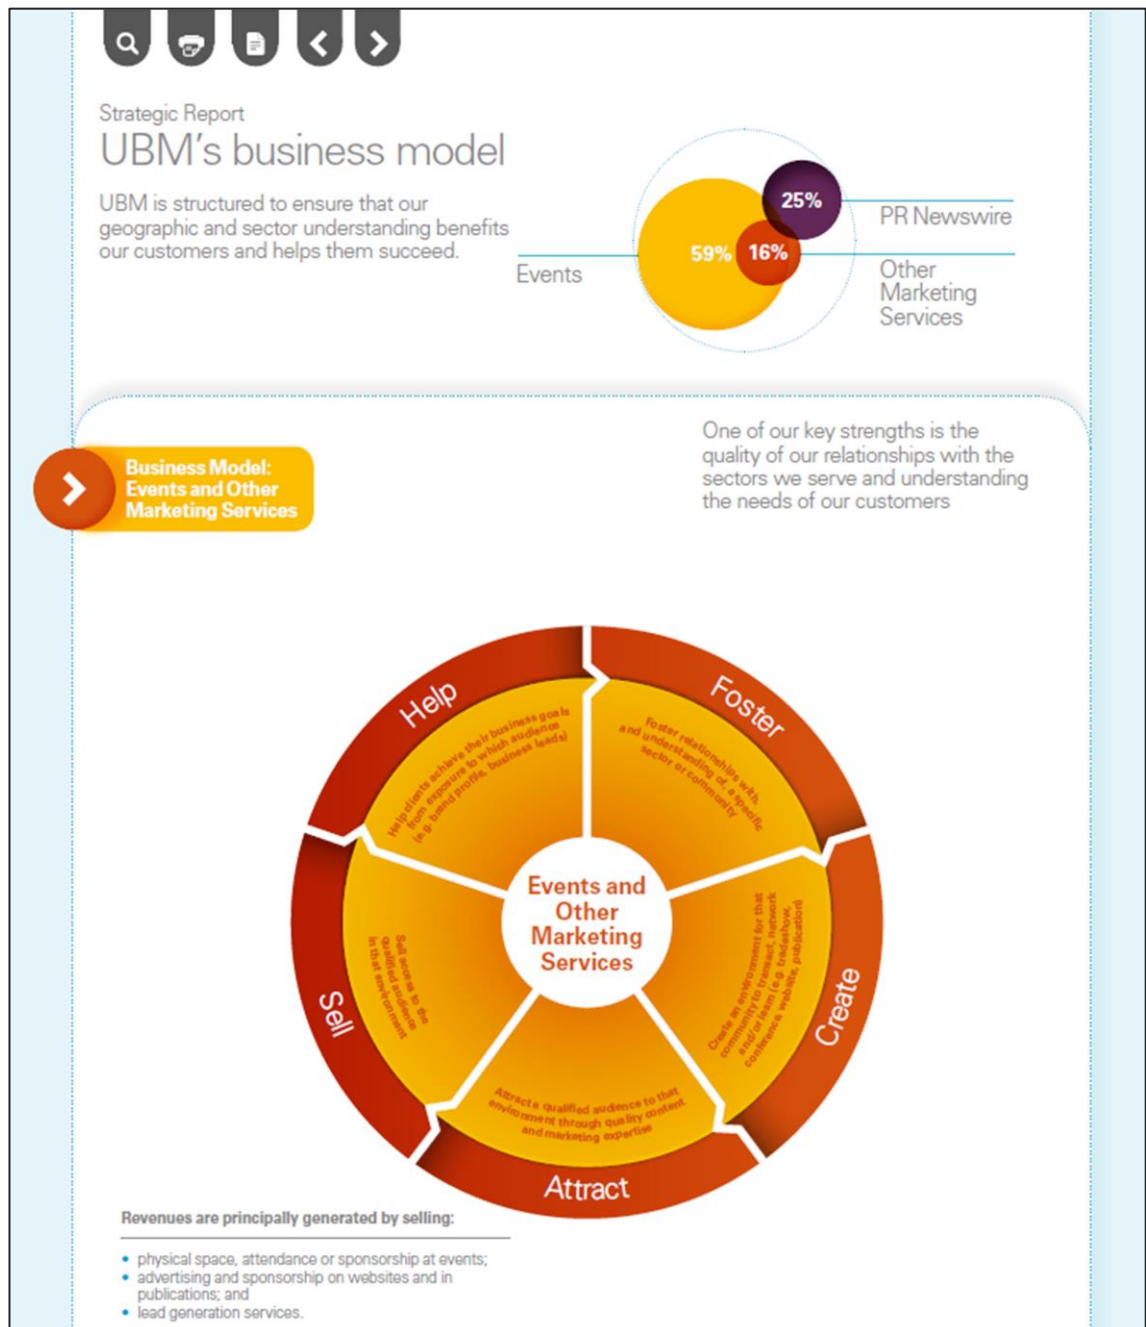 Strategic Report
UBM's business model
UBM is structured to ensure that our
geographic and sector understanding benefits
our customers and helps them succeed.
Events
59%
16%
25%
PR Newswire
Other
Marketing
Services
Business Model:
Events and Other
Marketing Services
One of our key strengths is the
quality of our relationships with the
sectors we serve and understanding
the needs of our customers
Help
Help clients achieve their business goals
from exposure to which audience
(e.g. brand profile, business leads)
Foster
Foster relationships with,
and understanding of, a specific
sector or community
Create
Create an environment for that
community to transact, network
and/or learn (e.g. tradeshow,
conference, website, publication)
Attract a qualified audience to that
environment through quality content
and marketing expertise
Attract
Sell
Sell access to the
qualified audience
in that environment
Events and
Other
Marketing
Services
Revenues are principally generated by selling:
• physical space, attendance or sponsorship at events;
• advertising and sponsorship on websites and in
publications; and
• lead generation services.